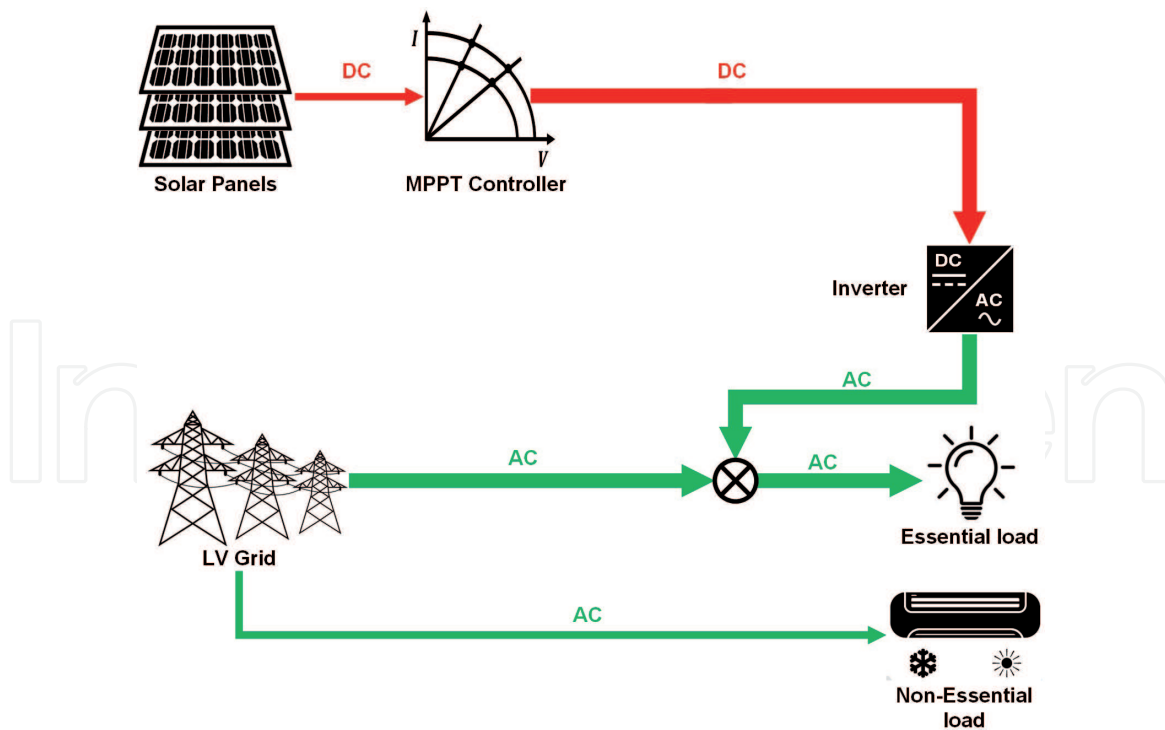 I
DC
DC
V
Solar Panels
MPPT Controller
DC
Inverter
AC
AC
AC
AC
Essential load
LV Grid
AC
Non-Essential
load